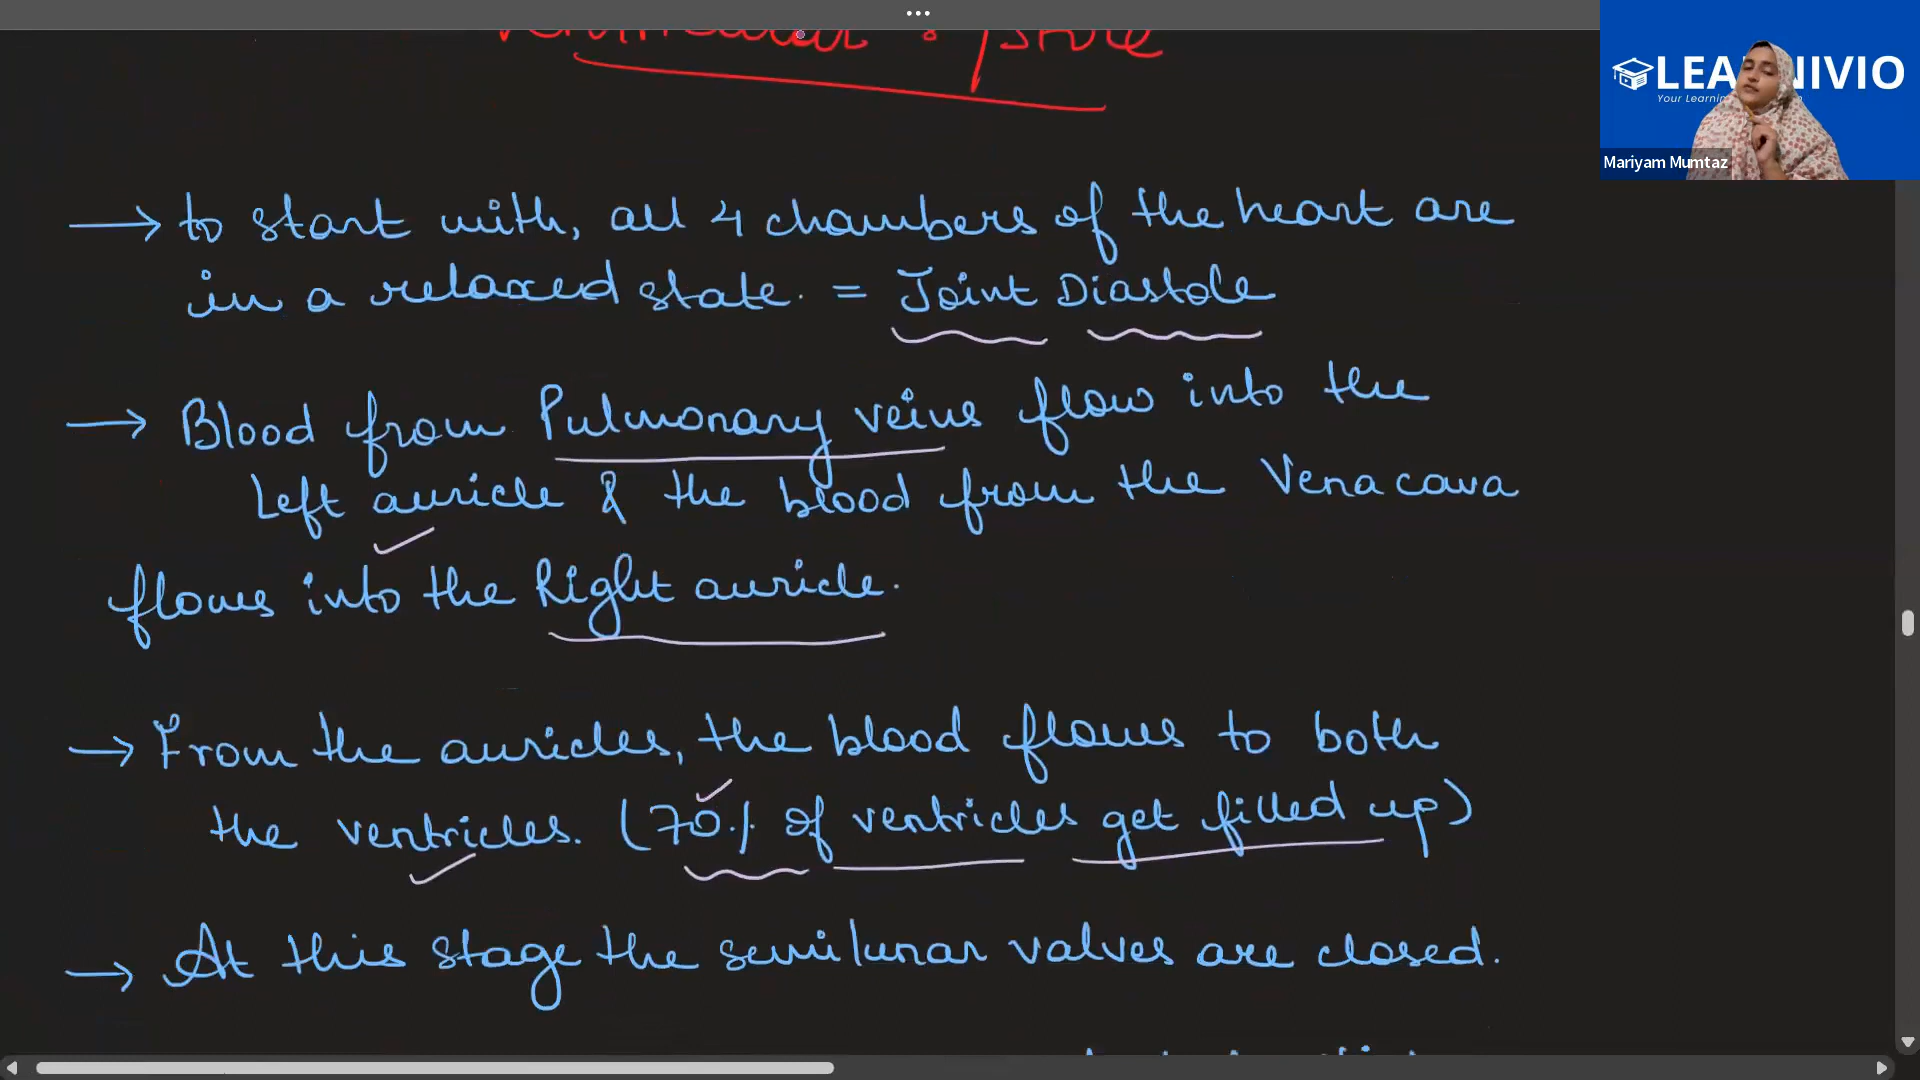 → to start with, all 4 chambers of the heart are
in a relaxed state. = Joint Diastole
→ Blood from Pulmonary veins flow into the
Left auricle & the blood from the Vena cava
flows into the Right auricle.
→ From the auricles, the blood flows to both
the ventricles. (70% of ventricles get filled up)
→ At this stage the semilunar valves are closed.
Mariyam Mumtaz